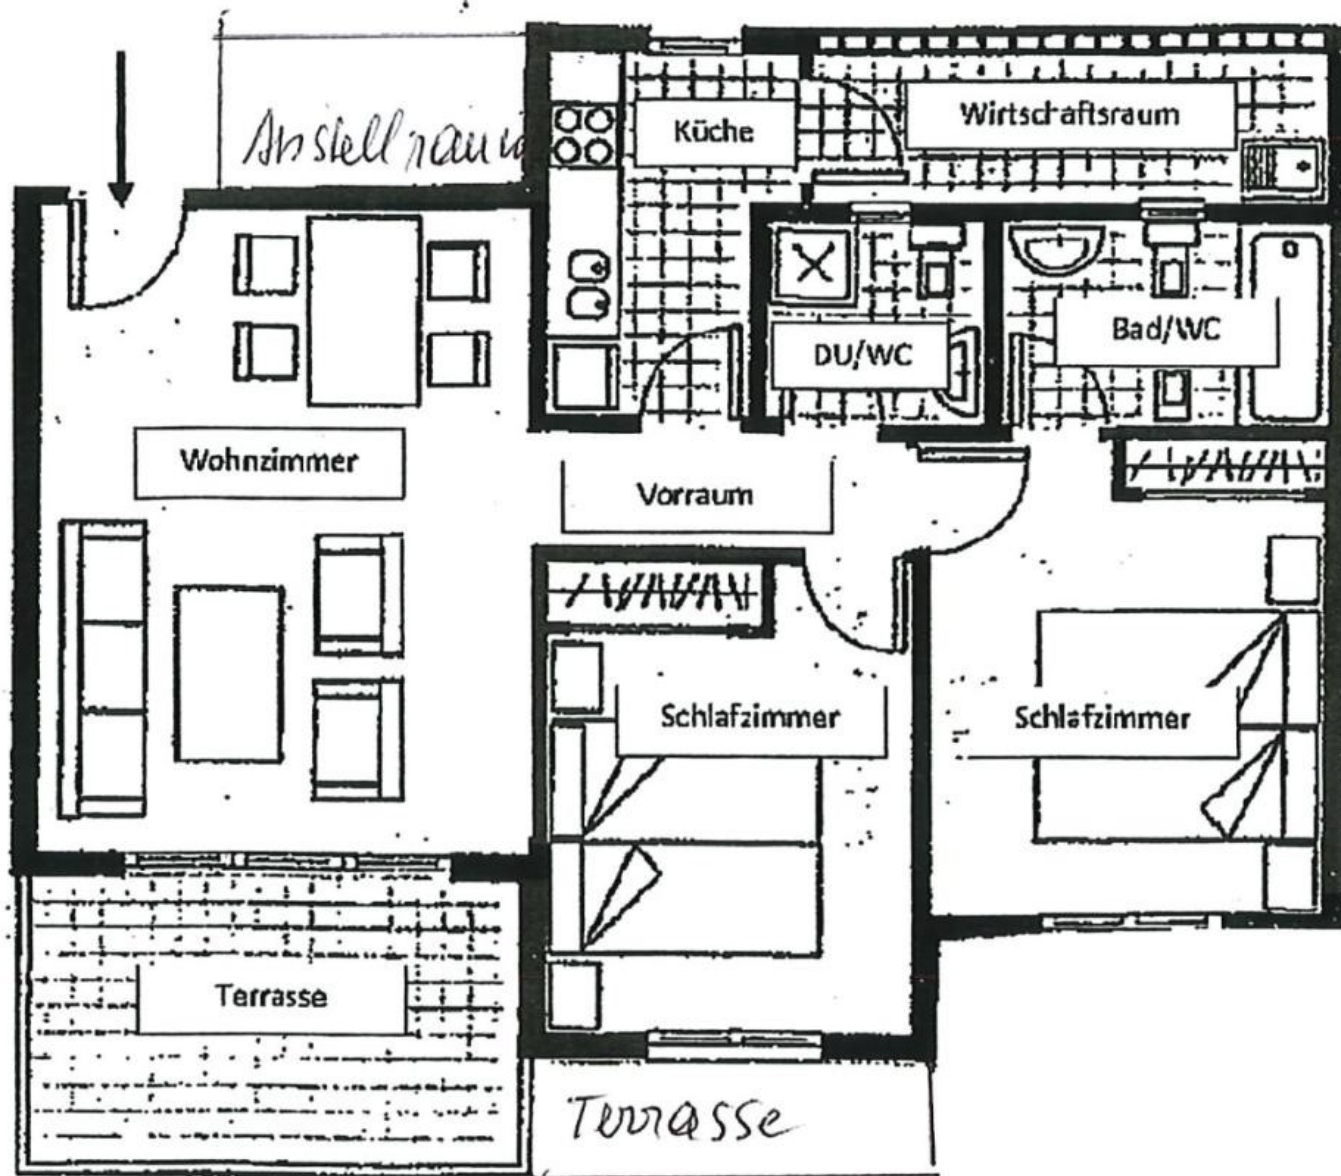 Abstellraum
Küche
Wirtschaftsraum
DU/WC
Bad/WC
Wohnzimmer
Vorraum
Schlafzimmer
Schlafzimmer
Terrasse
Terrasse